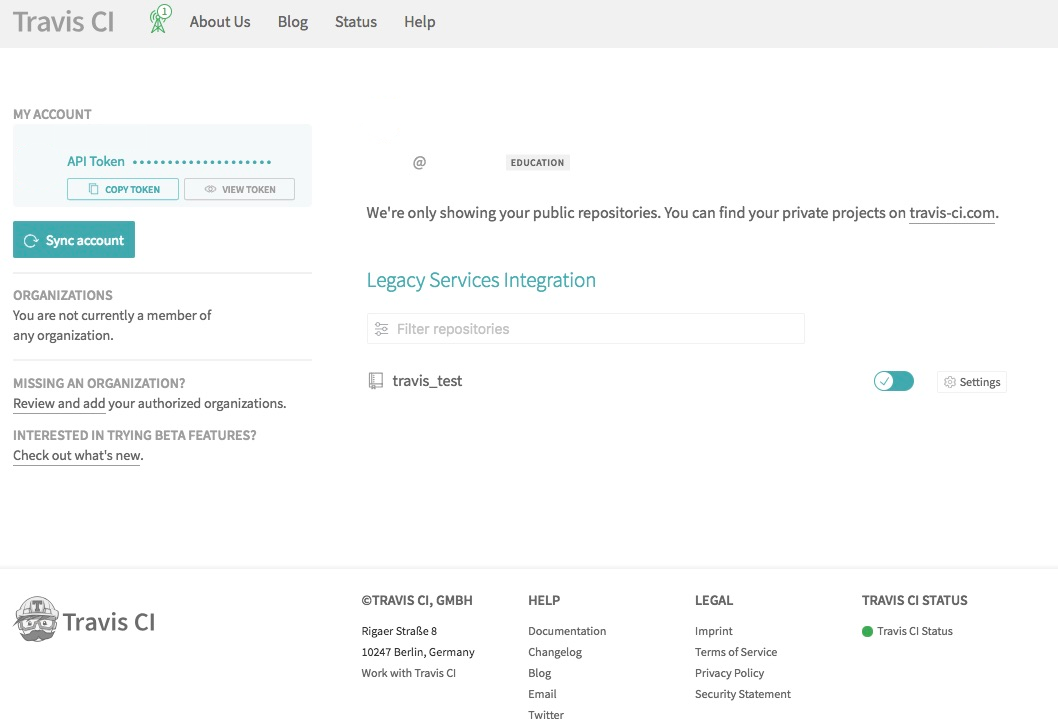 Travis CI
1
About Us
Blog
Status
Help
MY ACCOUNT
API Token ••••••••••••••••••••
COPY TOKEN
VIEW TOKEN
Sync account
ORGANIZATIONS
You are not currently a member of
any organization.
MISSING AN ORGANIZATION?
Review and add your authorized organizations.
INTERESTED IN TRYING BETA FEATURES?
Check out what's new.
@
EDUCATION
We're only showing your public repositories. You can find your private projects on travis-ci.com.
Legacy Services Integration
Filter repositories
travis_test
Settings
Travis CI
©TRAVIS CI, GMBH
Rigaer Straße 8
10247 Berlin, Germany
Work with Travis CI
HELP
Documentation
Changelog
Blog
Email
Twitter
LEGAL
Imprint
Terms of Service
Privacy Policy
Security Statement
TRAVIS CI STATUS
Travis CI Status